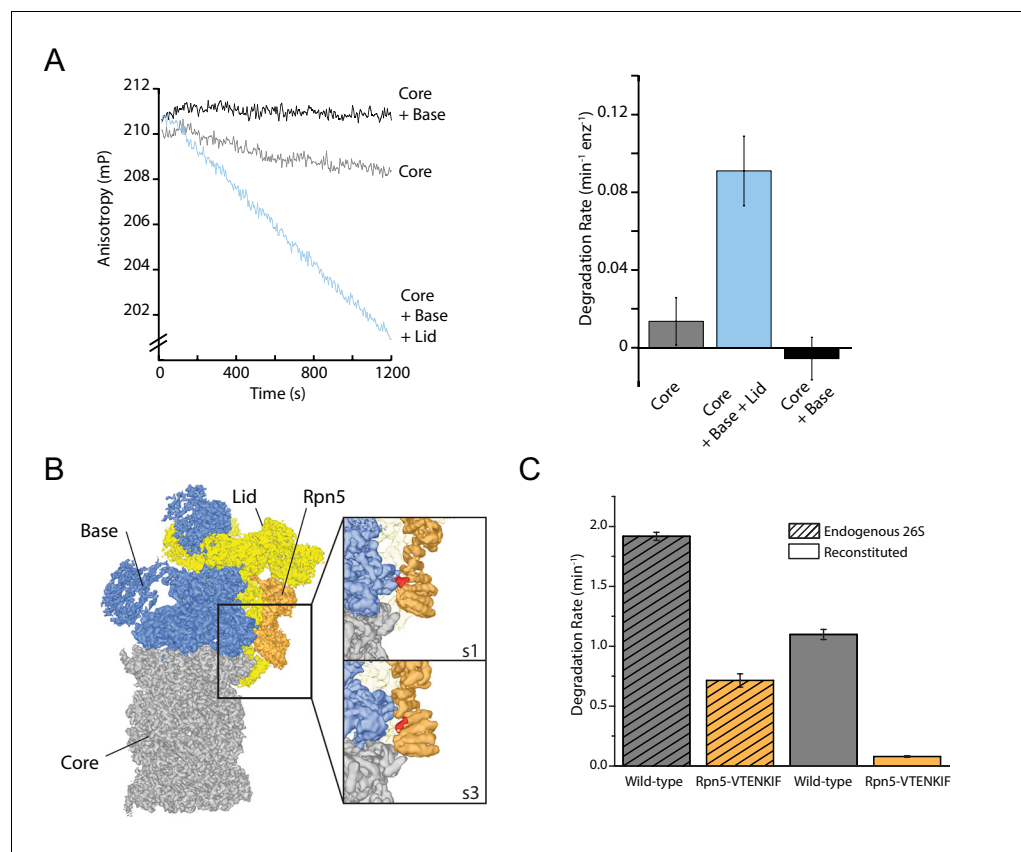 A
212
210
208
206
204
202
Anisotropy (mP)
0
400
800
1200
Time (s)
Core
+ Base
Core
Core
+ Base
+ Lid
0.12
0.08
0.04
0
Degradation Rate (min⁻¹ enz⁻¹)
Core
Core
+ Base + Lid
Core
+ Base
B
Base
Lid
Rpn5
Core
s1
s3
C
2.0
1.5
1.0
0.5
0.0
Degradation Rate (min⁻¹)
Endogenous 26S
Reconstituted
Wild-type
Rpn5-VTENKIF
Wild-type
Rpn5-VTENKIF